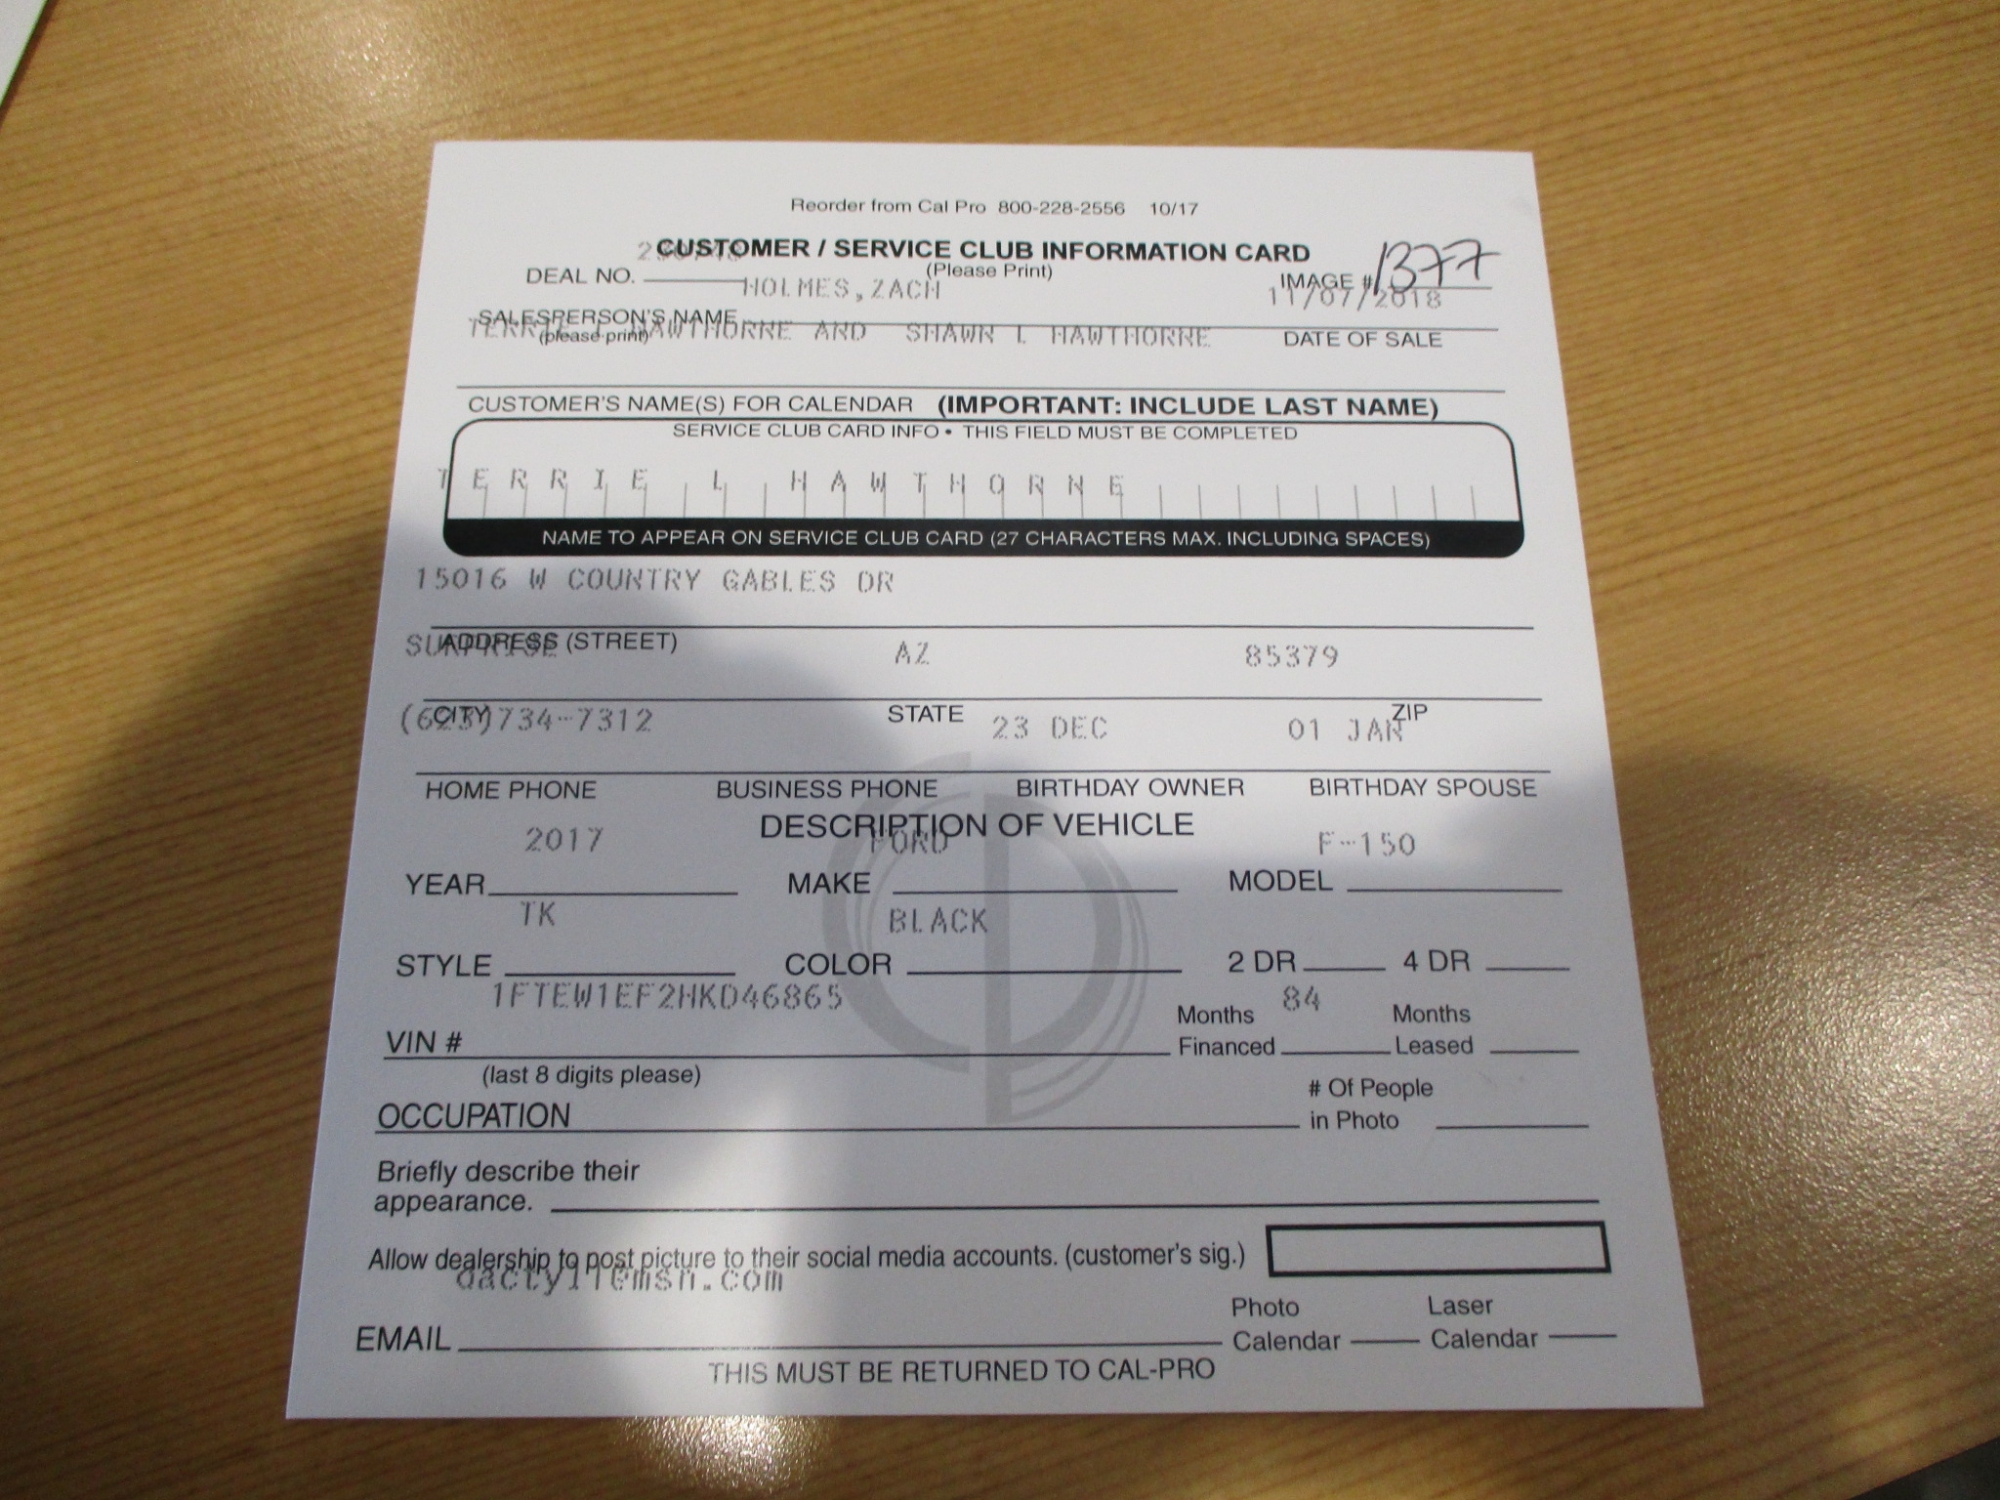 Reorder from Cal Pro 800-228-2556 10/17
CUSTOMER / SERVICE CLUB INFORMATION CARD
(Please Print)
DEAL NO. IMAGE # 1377
HOLMES, ZACH 11/07/2018
SALESPERSON'S NAME
(please print) DATE OF SALE
TERRIE L HAWTHORNE AND SHAWN L HAWTHORNE
CUSTOMER'S NAME(S) FOR CALENDAR (IMPORTANT: INCLUDE LAST NAME)
SERVICE CLUB CARD INFO • THIS FIELD MUST BE COMPLETED
TERRIE L HAWTHORNE
NAME TO APPEAR ON SERVICE CLUB CARD (27 CHARACTERS MAX. INCLUDING SPACES)
15016 W COUNTRY GABLES DR
ADDRESS (STREET)
SURPRISE AZ 85379
CITY STATE ZIP
(623)734-7312 23 DEC 01 JAN
HOME PHONE BUSINESS PHONE BIRTHDAY OWNER BIRTHDAY SPOUSE
DESCRIPTION OF VEHICLE
2017 FORD F-150
YEAR MAKE MODEL
TK BLACK
STYLE COLOR 2 DR 4 DR
1FTEW1EF2HKD46865 84
VIN # Months Financed Months Leased
(last 8 digits please)
OCCUPATION # Of People in Photo
Briefly describe their
appearance.
Allow dealership to post picture to their social media accounts. (customer's sig.)
EMAIL Photo Calendar Laser Calendar
THIS MUST BE RETURNED TO CAL-PRO